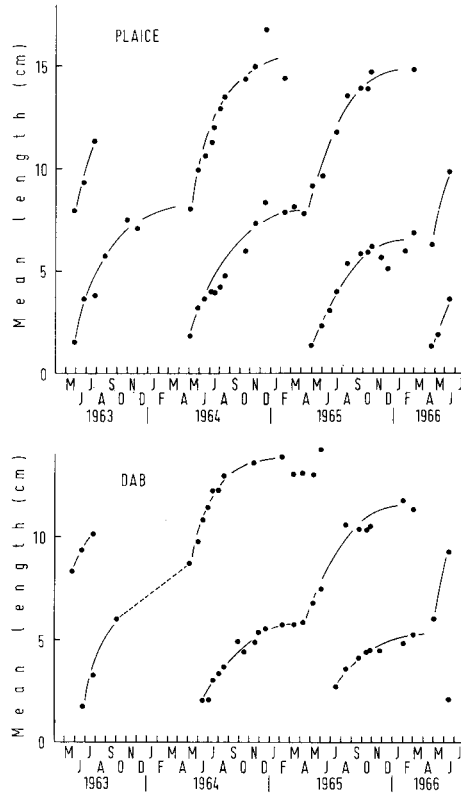 PLAICE
Mean length (cm)
15
10
5
0
M J S N J M M J S N J M M J S N J M M
J A O D F A J A O D F A J A O D F A J
1963 | 1964 | 1965 | 1966
DAB
Mean length (cm)
10
5
0
M J S N J M M J S N J M M J S N J M M
J A O D F A J A O D F A J A O D F A J
1963 | 1964 | 1965 | 1966